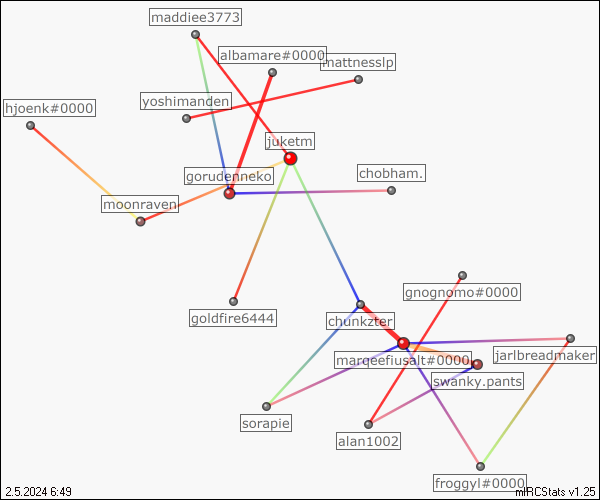 maddiee3773
albamare#0000
mattnesslp
hjoenk#0000
yoshimanden
juketm
gorudenneko
chobham.
moonraven
gnognomo#0000
goldfire6444
chunkzter
marqeefiusalt#0000
jarlbreadmaker
swanky.pants
sorapie
alan1002
froggyl#0000
2.5.2024 6:49
mIRCStats v1.25